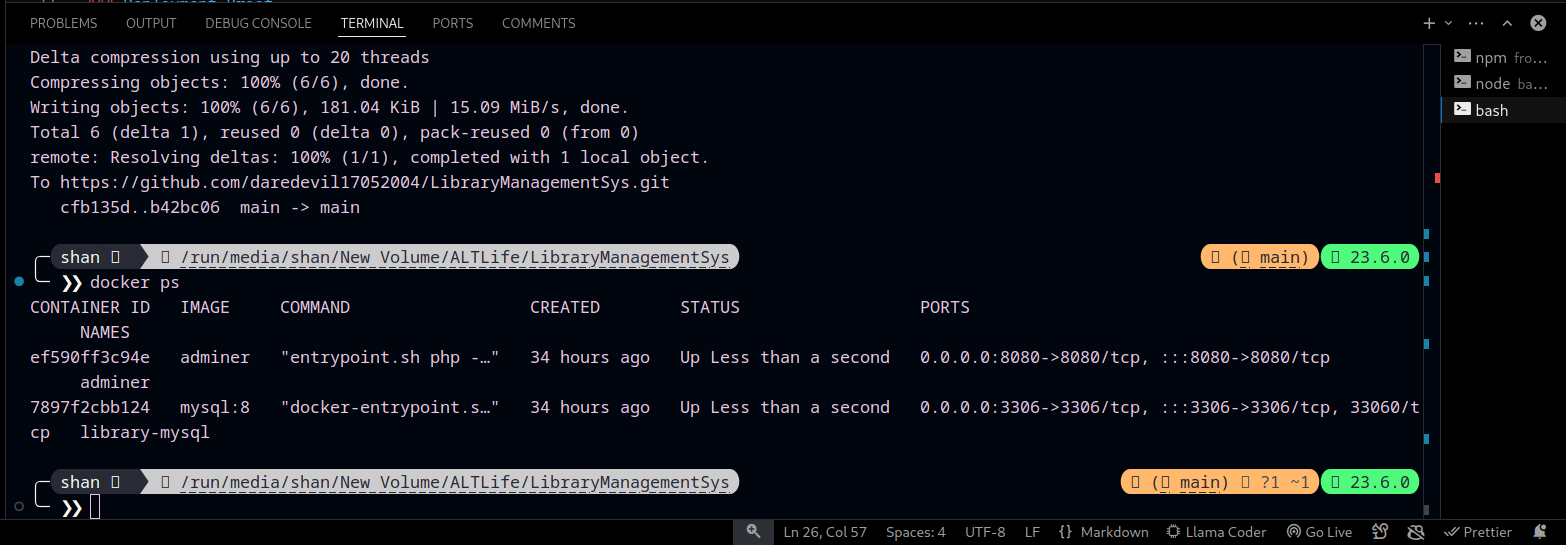 PROBLEMS OUTPUT DEBUG CONSOLE TERMINAL PORTS COMMENTS
Delta compression using up to 20 threads
Compressing objects: 100% (6/6), done.
Writing objects: 100% (6/6), 181.04 KiB | 15.09 MiB/s, done.
Total 6 (delta 1), reused 0 (delta 0), pack-reused 0 (from 0)
remote: Resolving deltas: 100% (1/1), completed with 1 local object.
To https://github.com/daredevil17052004/LibraryManagementSys.git
cfb135d..b42bc06 main -> main
shan /run/media/shan/New Volume/ALTLife/LibraryManagementSys (main) 23.6.0
❯❯ docker ps
CONTAINER ID IMAGE COMMAND CREATED STATUS PORTS
NAMES
ef590ff3c94e adminer "entrypoint.sh php -…" 34 hours ago Up Less than a second 0.0.0.0:8080->8080/tcp, :::8080->8080/tcp
adminer
7897f2cbb124 mysql:8 "docker-entrypoint.s…" 34 hours ago Up Less than a second 0.0.0.0:3306->3306/tcp, :::3306->3306/tcp, 33060/t
cp library-mysql
shan /run/media/shan/New Volume/ALTLife/LibraryManagementSys (main) ?1 ~1 23.6.0
❯❯
npm fro...
node ba...
bash
Ln 26, Col 57 Spaces: 4 UTF-8 LF {} Markdown Llama Coder Go Live Prettier